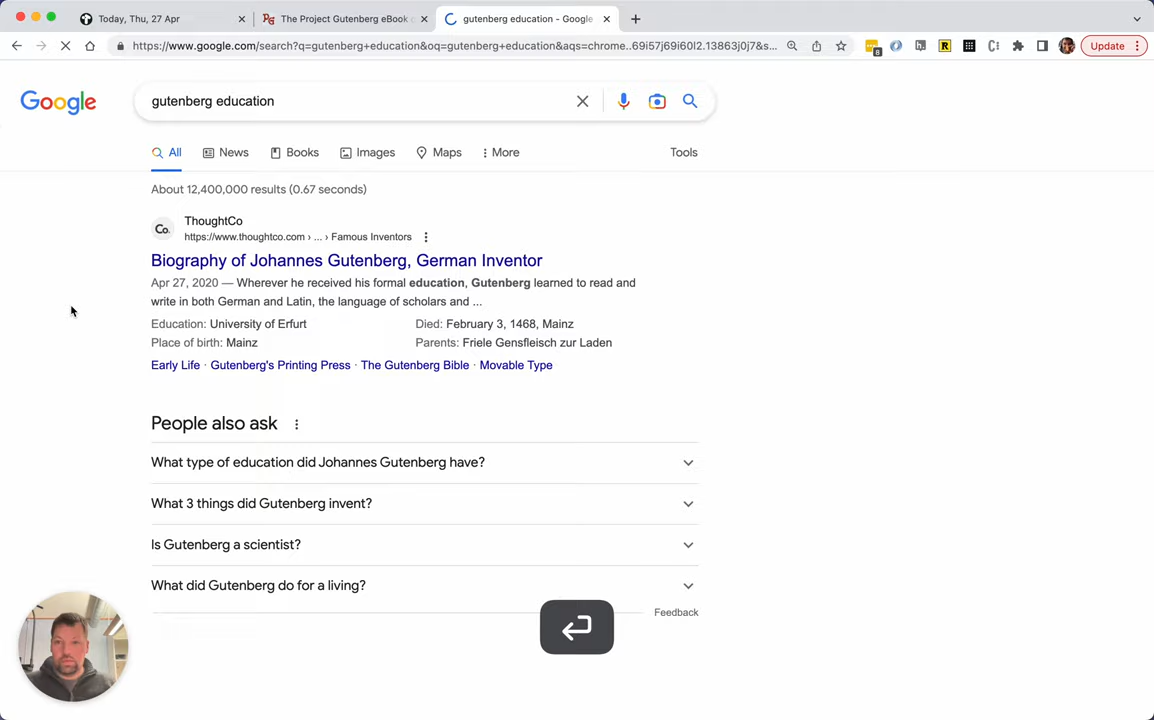 Today, Thu, 27 Apr
The Project Gutenberg eBook
gutenberg education - Google
https://www.google.com/search?q=gutenberg+education&oq=gutenberg+education&aqs=chrome..69i57j69i60l2.13863j0j7&s...
8
R
Update
Google
gutenberg education
All
News
Books
Images
Maps
More
Tools
About 12,400,000 results (0.67 seconds)
Co.
ThoughtCo
https://www.thoughtco.com › ... › Famous Inventors
Biography of Johannes Gutenberg, German Inventor
Apr 27, 2020 — Wherever he received his formal education, Gutenberg learned to read and
write in both German and Latin, the language of scholars and ...
Education: University of Erfurt
Died: February 3, 1468, Mainz
Place of birth: Mainz
Parents: Friele Gensfleisch zur Laden
Early Life · Gutenberg's Printing Press · The Gutenberg Bible · Movable Type
People also ask
What type of education did Johannes Gutenberg have?
What 3 things did Gutenberg invent?
Is Gutenberg a scientist?
What did Gutenberg do for a living?
Feedback